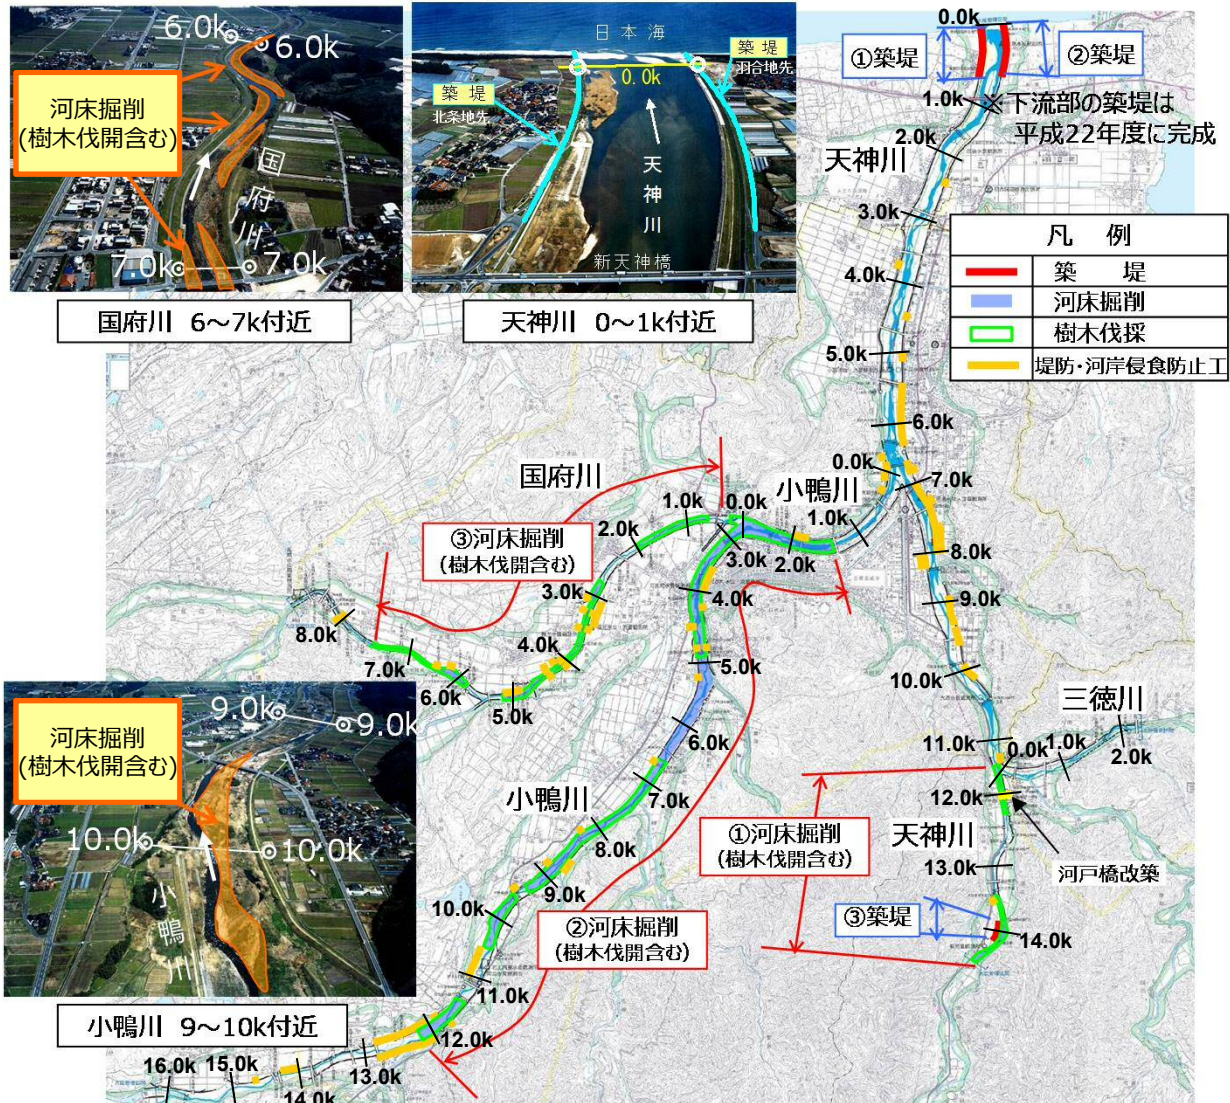 6.0k
6.0k
河床掘削
(樹木伐開含む)
国府川
7.0k
7.0k
国府川 6～7k付近
日本海
築堤
羽合地先
0.0k
築堤
北条地先
天神川
新天神橋
天神川 0～1k付近
0.0k
①築堤
②築堤
1.0k
※下流部の築堤は
平成22年度に完成
2.0k
天神川
3.0k
4.0k
5.0k
6.0k
凡 例
築 堤
河床掘削
樹木伐採
堤防・河岸侵食防止工
国府川
0.0k
小鴨川
7.0k
1.0k
0.0k
1.0k
2.0k
③河床掘削
(樹木伐開含む)
3.0k
2.0k
8.0k
3.0k
4.0k
9.0k
8.0k
4.0k
7.0k
5.0k
10.0k
6.0k
5.0k
三徳川
6.0k
11.0k
0.0k
1.0k
2.0k
9.0k
9.0k
河床掘削
(樹木伐開含む)
10.0k
10.0k
小鴨川
小鴨川 9～10k付近
7.0k
小鴨川
8.0k
12.0k
①河床掘削
(樹木伐開含む)
天神川
13.0k
河戸橋改築
9.0k
10.0k
②河床掘削
(樹木伐開含む)
③築堤
14.0k
11.0k
12.0k
16.0k
15.0k
13.0k
14.0k